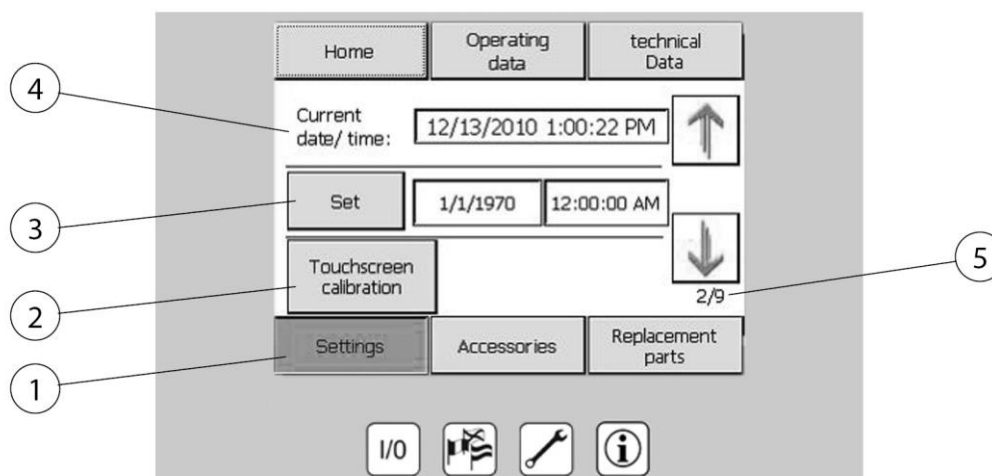 Home
Operating
data
technical
Data
4
Current
date/ time:
12/13/2010 1:00:22 PM
3
Set
1/1/1970
12:00:00 AM
5
Touchscreen
calibration
2
2/9
Settings
Accessories
Replacement
parts
1
I/0
i